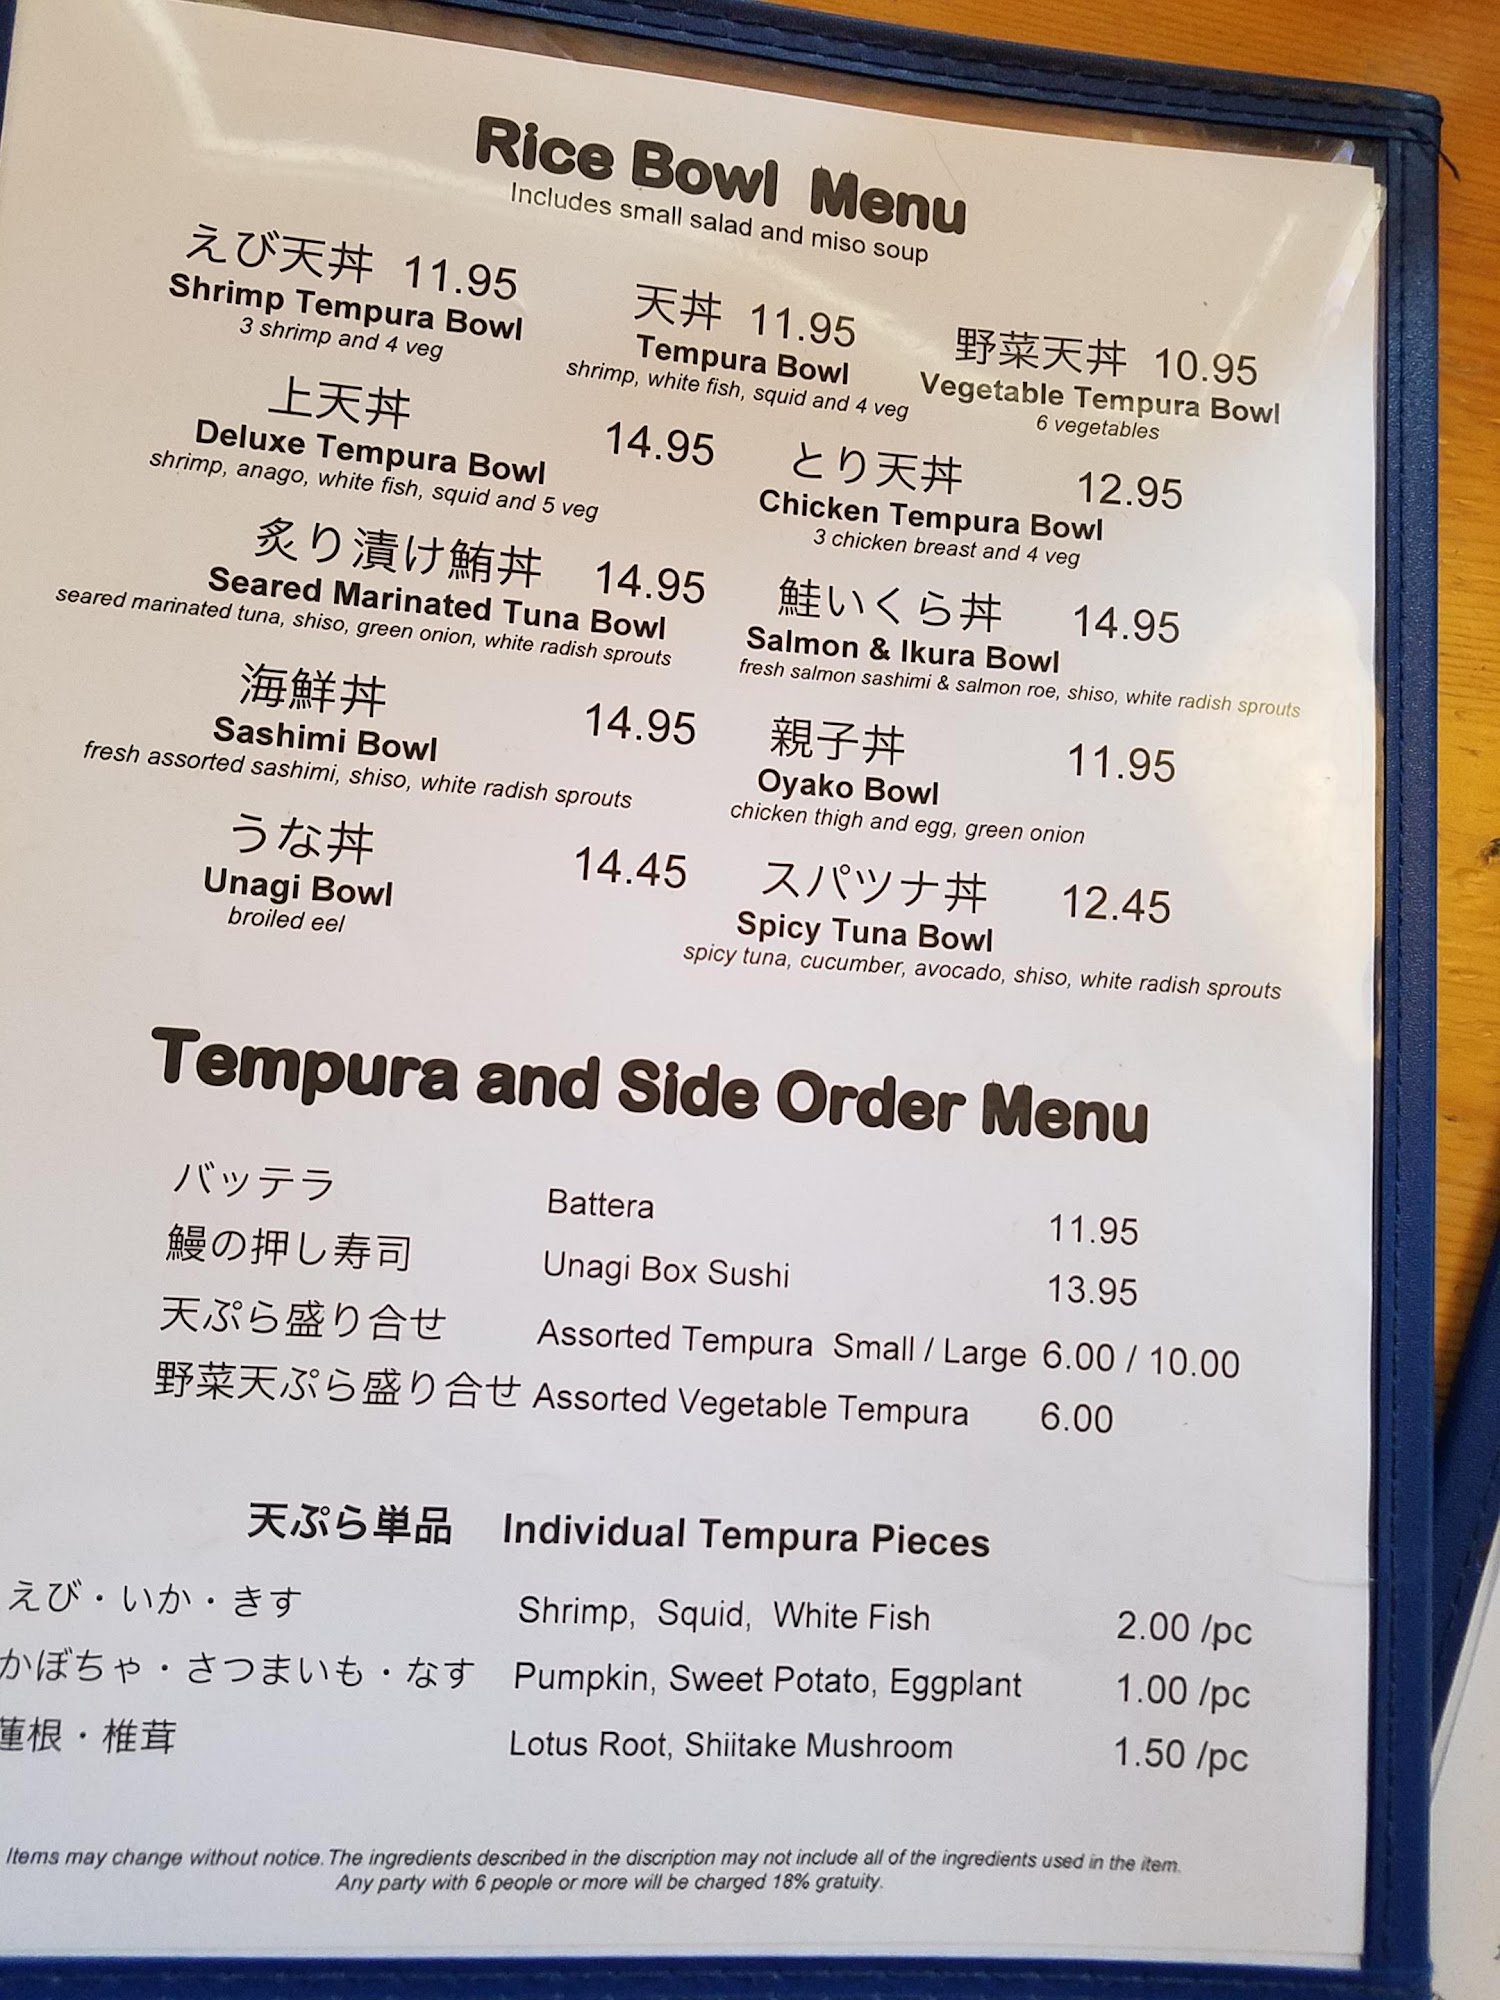 Rice Bowl Menu
Includes small salad and miso soup
えび天丼 11.95
Shrimp Tempura Bowl
3 shrimp and 4 veg
天丼 11.95
Tempura Bowl
shrimp, white fish, squid and 4 veg
野菜天丼 10.95
Vegetable Tempura Bowl
6 vegetables
上天丼 14.95
Deluxe Tempura Bowl
shrimp, anago, white fish, squid and 5 veg
とり天丼 12.95
Chicken Tempura Bowl
3 chicken breast and 4 veg
炙り漬け鮪丼 14.95
Seared Marinated Tuna Bowl
seared marinated tuna, shiso, green onion, white radish sprouts
鮭いくら丼 14.95
Salmon & Ikura Bowl
fresh salmon sashimi & salmon roe, shiso, white radish sprouts
海鮮丼 14.95
Sashimi Bowl
fresh assorted sashimi, shiso, white radish sprouts
親子丼 11.95
Oyako Bowl
chicken thigh and egg, green onion
うな丼 14.45
Unagi Bowl
broiled eel
スパツナ丼 12.45
Spicy Tuna Bowl
spicy tuna, cucumber, avocado, shiso, white radish sprouts
Tempura and Side Order Menu
バッテラ Battera 11.95
鰻の押し寿司 Unagi Box Sushi 13.95
天ぷら盛り合せ Assorted Tempura Small / Large 6.00 / 10.00
野菜天ぷら盛り合せ Assorted Vegetable Tempura 6.00
天ぷら単品 Individual Tempura Pieces
えび・いか・きす Shrimp, Squid, White Fish 2.00 /pc
かぼちゃ・さつまいも・なす Pumpkin, Sweet Potato, Eggplant 1.00 /pc
蓮根・椎茸 Lotus Root, Shiitake Mushroom 1.50 /pc
Items may change without notice. The ingredients described in the discription may not include all of the ingredients used in the item.
Any party with 6 people or more will be charged 18% gratuity.